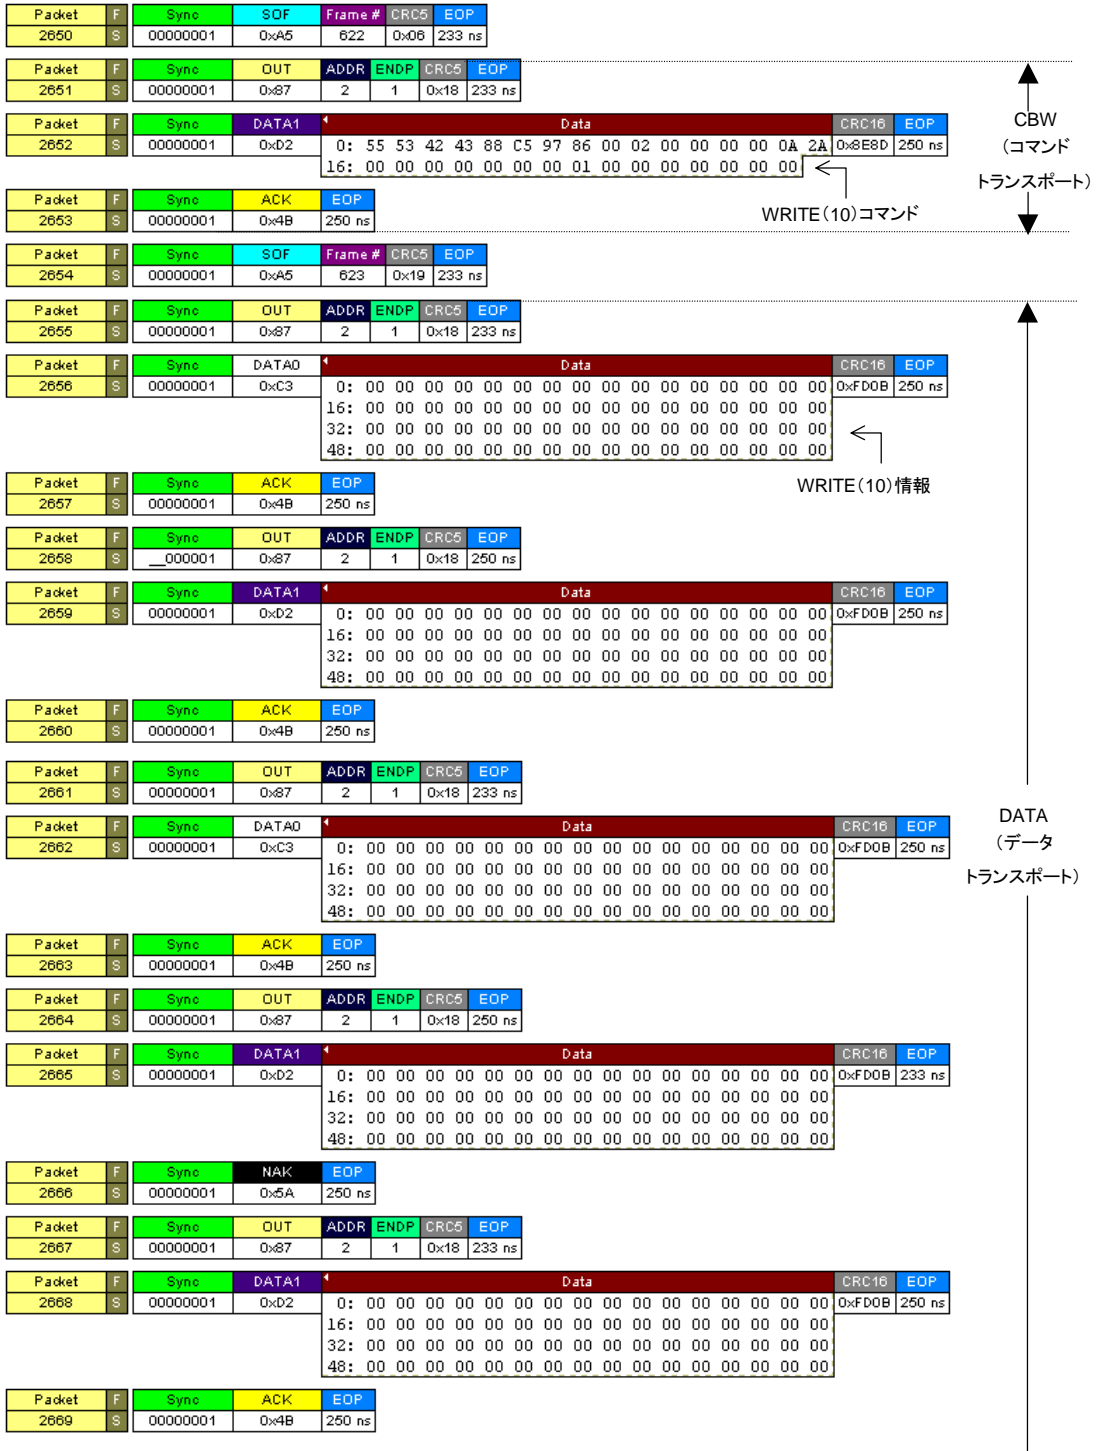 Packet F Sync SOF Frame # CRC5 EOP
2650 S 00000001 0xA5 622 0x06 233 ns
Packet F Sync OUT ADDR ENDP CRC5 EOP
2651 S 00000001 0x87 2 1 0x18 233 ns
Packet F Sync DATA1 Data CRC16 EOP
2652 S 00000001 0xD2 0: 55 53 42 43 88 C5 97 86 00 02 00 00 00 00 0A 2A 0x8E8D 250 ns
16: 00 00 00 00 00 00 00 01 00 00 00 00 00 00 00
CBW
(コマンド
トランスポート)
WRITE(10)コマンド
Packet F Sync ACK EOP
2653 S 00000001 0x4B 250 ns
Packet F Sync SOF Frame # CRC5 EOP
2654 S 00000001 0xA5 623 0x19 233 ns
Packet F Sync OUT ADDR ENDP CRC5 EOP
2655 S 00000001 0x87 2 1 0x18 233 ns
Packet F Sync DATA0 Data CRC16 EOP
2656 S 00000001 0xC3 0: 00 00 00 00 00 00 00 00 00 00 00 00 00 00 00 00 0xFD0B 250 ns
16: 00 00 00 00 00 00 00 00 00 00 00 00 00 00 00 00
32: 00 00 00 00 00 00 00 00 00 00 00 00 00 00 00 00
48: 00 00 00 00 00 00 00 00 00 00 00 00 00 00 00 00
WRITE(10)情報
Packet F Sync ACK EOP
2657 S 00000001 0x4B 250 ns
Packet F Sync OUT ADDR ENDP CRC5 EOP
2658 S __000001 0x87 2 1 0x18 250 ns
Packet F Sync DATA1 Data CRC16 EOP
2659 S 00000001 0xD2 0: 00 00 00 00 00 00 00 00 00 00 00 00 00 00 00 00 0xFD0B 250 ns
16: 00 00 00 00 00 00 00 00 00 00 00 00 00 00 00 00
32: 00 00 00 00 00 00 00 00 00 00 00 00 00 00 00 00
48: 00 00 00 00 00 00 00 00 00 00 00 00 00 00 00 00
Packet F Sync ACK EOP
2660 S 00000001 0x4B 250 ns
Packet F Sync OUT ADDR ENDP CRC5 EOP
2661 S 00000001 0x87 2 1 0x18 233 ns
Packet F Sync DATA0 Data CRC16 EOP
2662 S 00000001 0xC3 0: 00 00 00 00 00 00 00 00 00 00 00 00 00 00 00 00 0xFD0B 250 ns
16: 00 00 00 00 00 00 00 00 00 00 00 00 00 00 00 00
32: 00 00 00 00 00 00 00 00 00 00 00 00 00 00 00 00
48: 00 00 00 00 00 00 00 00 00 00 00 00 00 00 00 00
DATA
(データ
トランスポート)
Packet F Sync ACK EOP
2663 S 00000001 0x4B 250 ns
Packet F Sync OUT ADDR ENDP CRC5 EOP
2664 S 00000001 0x87 2 1 0x18 250 ns
Packet F Sync DATA1 Data CRC16 EOP
2665 S 00000001 0xD2 0: 00 00 00 00 00 00 00 00 00 00 00 00 00 00 00 00 0xFD0B 233 ns
16: 00 00 00 00 00 00 00 00 00 00 00 00 00 00 00 00
32: 00 00 00 00 00 00 00 00 00 00 00 00 00 00 00 00
48: 00 00 00 00 00 00 00 00 00 00 00 00 00 00 00 00
Packet F Sync NAK EOP
2666 S 00000001 0x5A 250 ns
Packet F Sync OUT ADDR ENDP CRC5 EOP
2667 S 00000001 0x87 2 1 0x18 233 ns
Packet F Sync DATA1 Data CRC16 EOP
2668 S 00000001 0xD2 0: 00 00 00 00 00 00 00 00 00 00 00 00 00 00 00 00 0xFD0B 250 ns
16: 00 00 00 00 00 00 00 00 00 00 00 00 00 00 00 00
32: 00 00 00 00 00 00 00 00 00 00 00 00 00 00 00 00
48: 00 00 00 00 00 00 00 00 00 00 00 00 00 00 00 00
Packet F Sync ACK EOP
2669 S 00000001 0x4B 250 ns